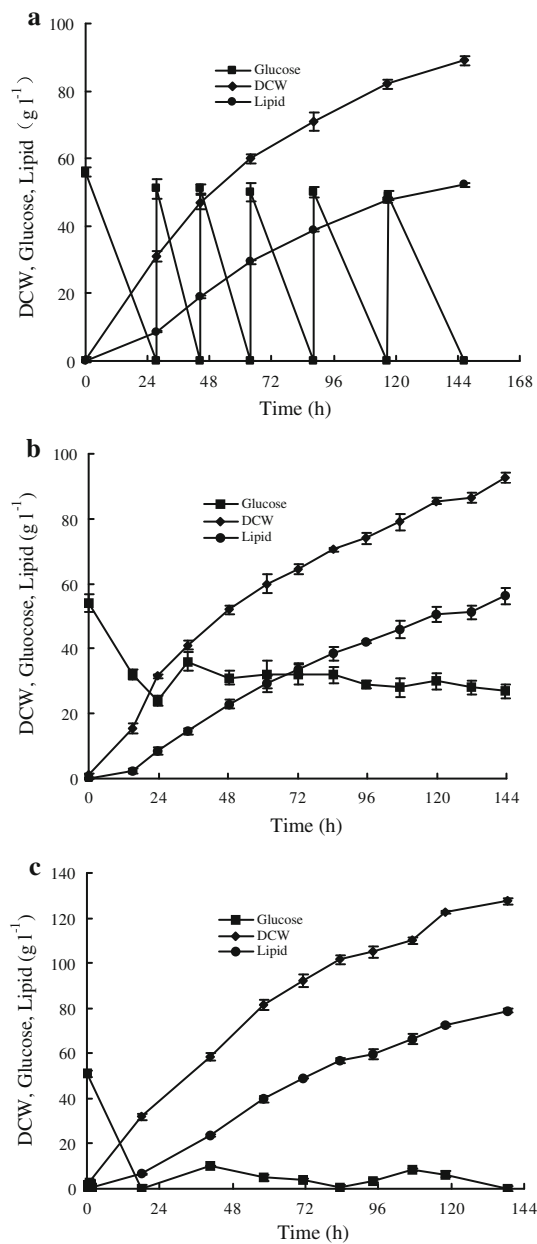 a
100
80
60
40
20
0
DCW, Glucose, Lipid (g l⁻¹)
Glucose
DCW
Lipid
0 24 48 72 96 120 144 168
Time (h)
b
100
80
60
40
20
0
DCW, Gluocose, Lipid (g l⁻¹)
Glucose
DCW
Lipid
0 24 48 72 96 120 144
Time (h)
c
140
120
100
80
60
40
20
0
DCW, Glucose, Lipid (g l⁻¹)
Glucose
DCW
Lipid
0 24 48 72 96 120 144
Time (h)